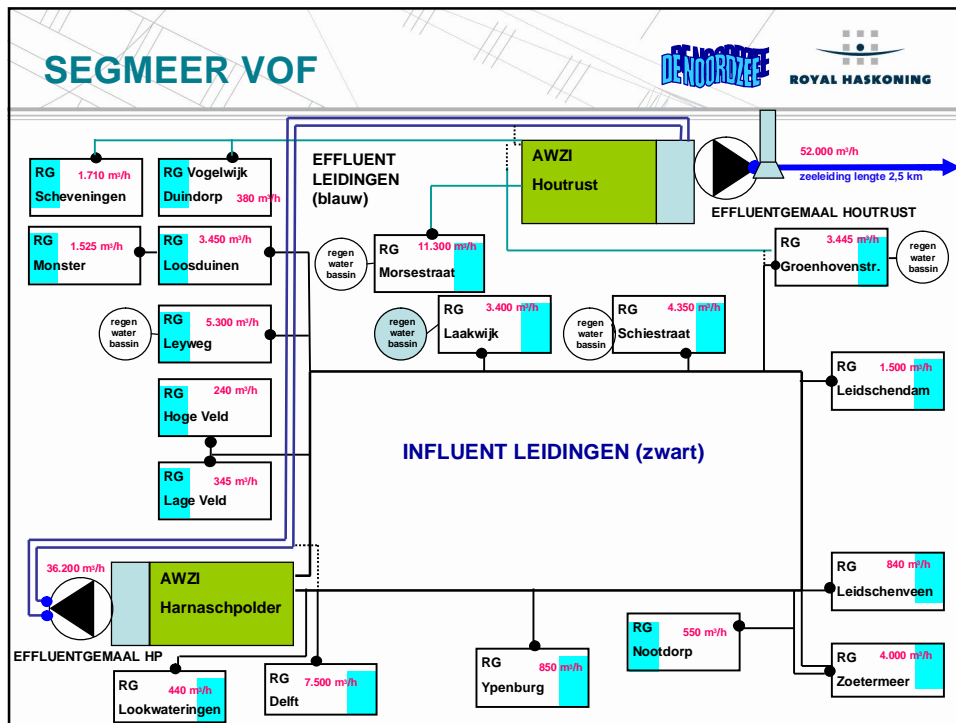 SEGMEER VOF
DE NOORDZEE
ROYAL HASKONING
RG
1.710 m³/h
Scheveningen
RG Vogelwijk
Duindorp
380 m³/h
EFFLUENT
LEIDINGEN
(blauw)
AWZI
Houtrust
52.000 m³/h
zeeleiding lengte 2,5 km
EFFLUENTGEMAAL HOUTRUST
RG
1.525 m³/h
Monster
RG
3.450 m³/h
Loosduinen
regen
water
bassin
RG
11.300 m³/h
Morsestraat
RG
3.445 m³/h
Groenhovenstr.
regen
water
bassin
regen
water
bassin
RG
5.300 m³/h
Leyweg
regen
water
bassin
RG
3.400 m³/h
Laakwijk
regen
water
bassin
RG
4.350 m³/h
Schiestraat
RG
1.500 m³/h
Leidschendam
RG
240 m³/h
Hoge Veld
INFLUENT LEIDINGEN (zwart)
RG
345 m³/h
Lage Veld
36.200 m³/h
AWZI
Harnaschpolder
EFFLUENTGEMAAL HP
RG
840 m³/h
Leidschenveen
RG
550 m³/h
Nootdorp
RG
440 m³/h
Lookwateringen
RG
7.500 m³/h
Delft
RG
850 m³/h
Ypenburg
RG
4.000 m³/h
Zoetermeer